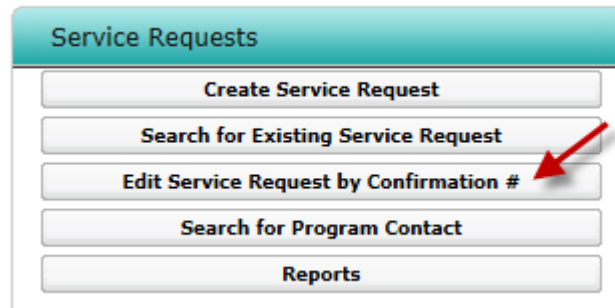 Service Requests
Create Service Request
Search for Existing Service Request
Edit Service Request by Confirmation #
Search for Program Contact
Reports